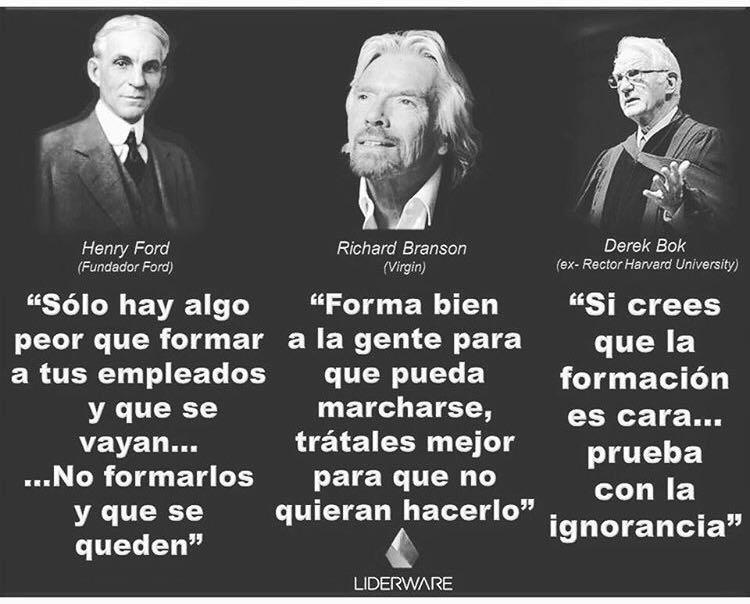 Henry Ford
(Fundador Ford)
“Sólo hay algo
peor que formar
a tus empleados
y que se
vayan...
...No formarlos
y que se
queden”
Richard Branson
(Virgin)
“Forma bien
a la gente para
que pueda
marcharse,
trátales mejor
para que no
quieran hacerlo”
Derek Bok
(ex- Rector Harvard University)
“Si crees
que la
formación
es cara...
prueba
con la
ignorancia”
LIDERWARE